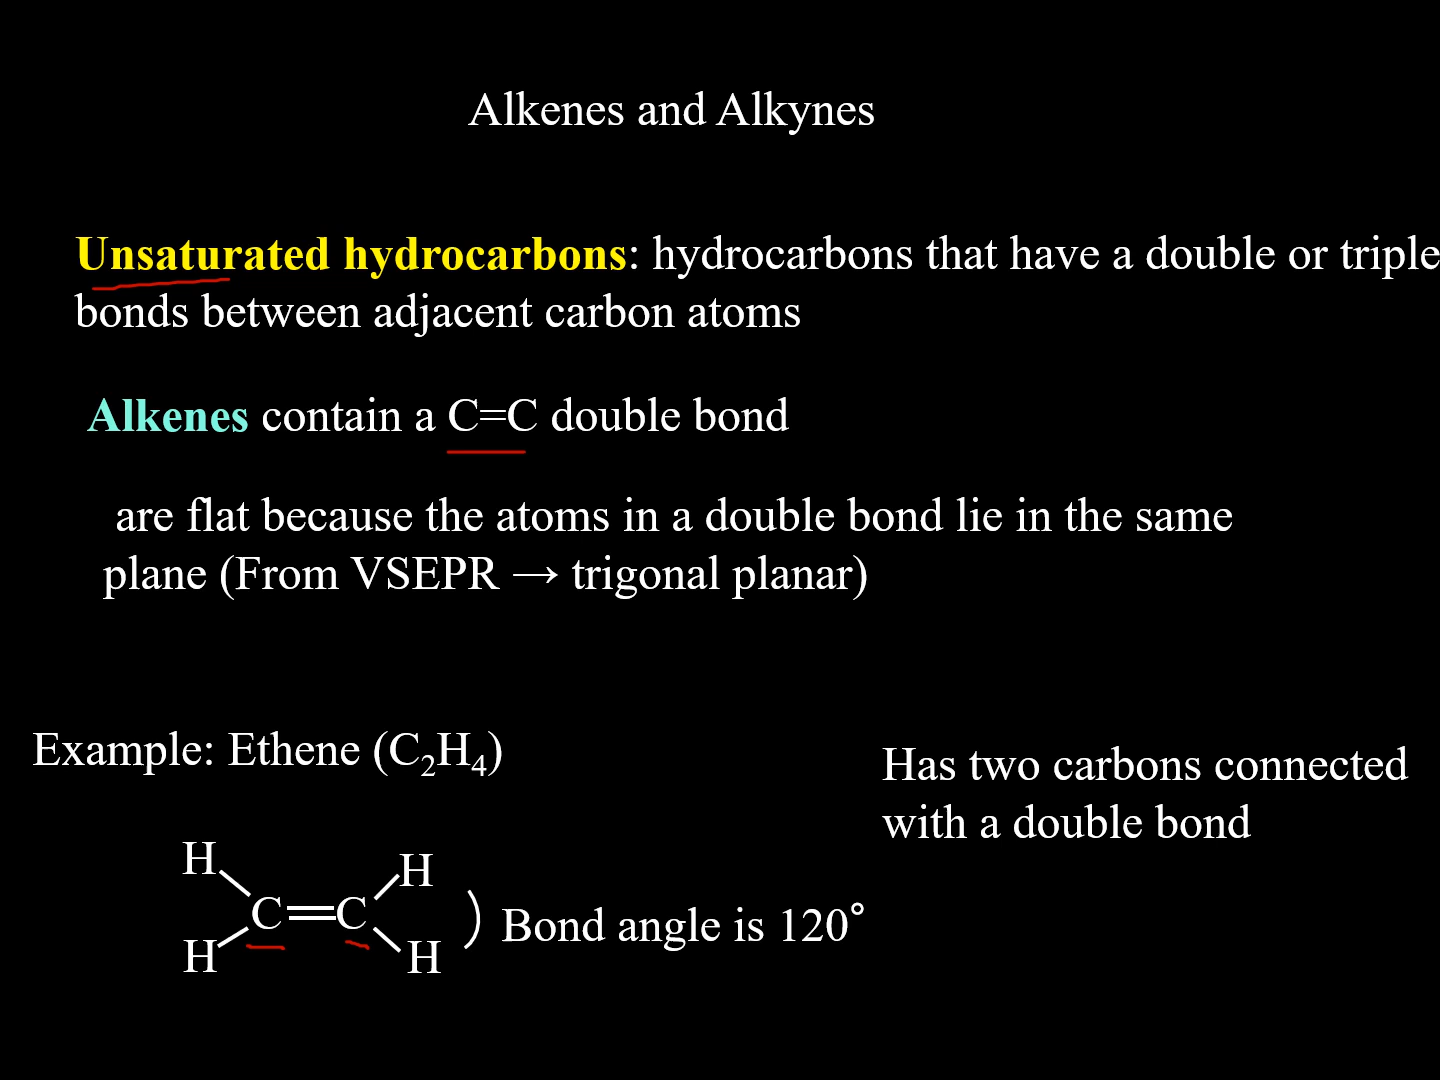 Alkenes and Alkynes
Unsaturated hydrocarbons: hydrocarbons that have a double or triple
bonds between adjacent carbon atoms
Alkenes contain a C=C double bond
are flat because the atoms in a double bond lie in the same
plane (From VSEPR → trigonal planar)
Example: Ethene (C₂H₄)
Has two carbons connected
with a double bond
H H
C=C
H H
) Bond angle is 120°